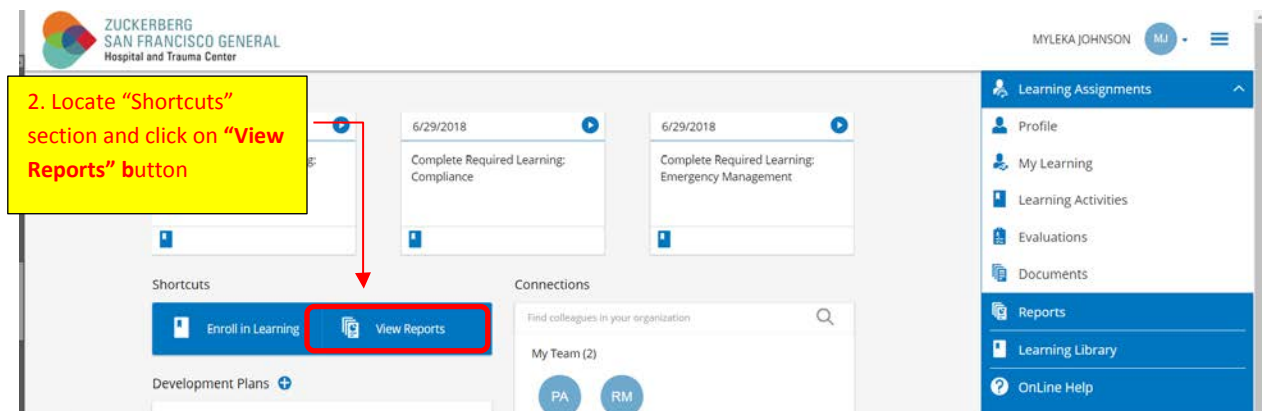 ZUCKERBERG
SAN FRANCISCO GENERAL
Hospital and Trauma Center
MYLEKA JOHNSON MJ
2. Locate “Shortcuts”
section and click on “View
Reports” button
6/29/2018
Complete Required Learning:
Compliance
6/29/2018
Complete Required Learning:
Emergency Management
g:
Shortcuts
Enroll in Learning
View Reports
Development Plans
Connections
Find colleagues in your organization
My Team (2)
PA
RM
Learning Assignments
Profile
My Learning
Learning Activities
Evaluations
Documents
Reports
Learning Library
OnLine Help